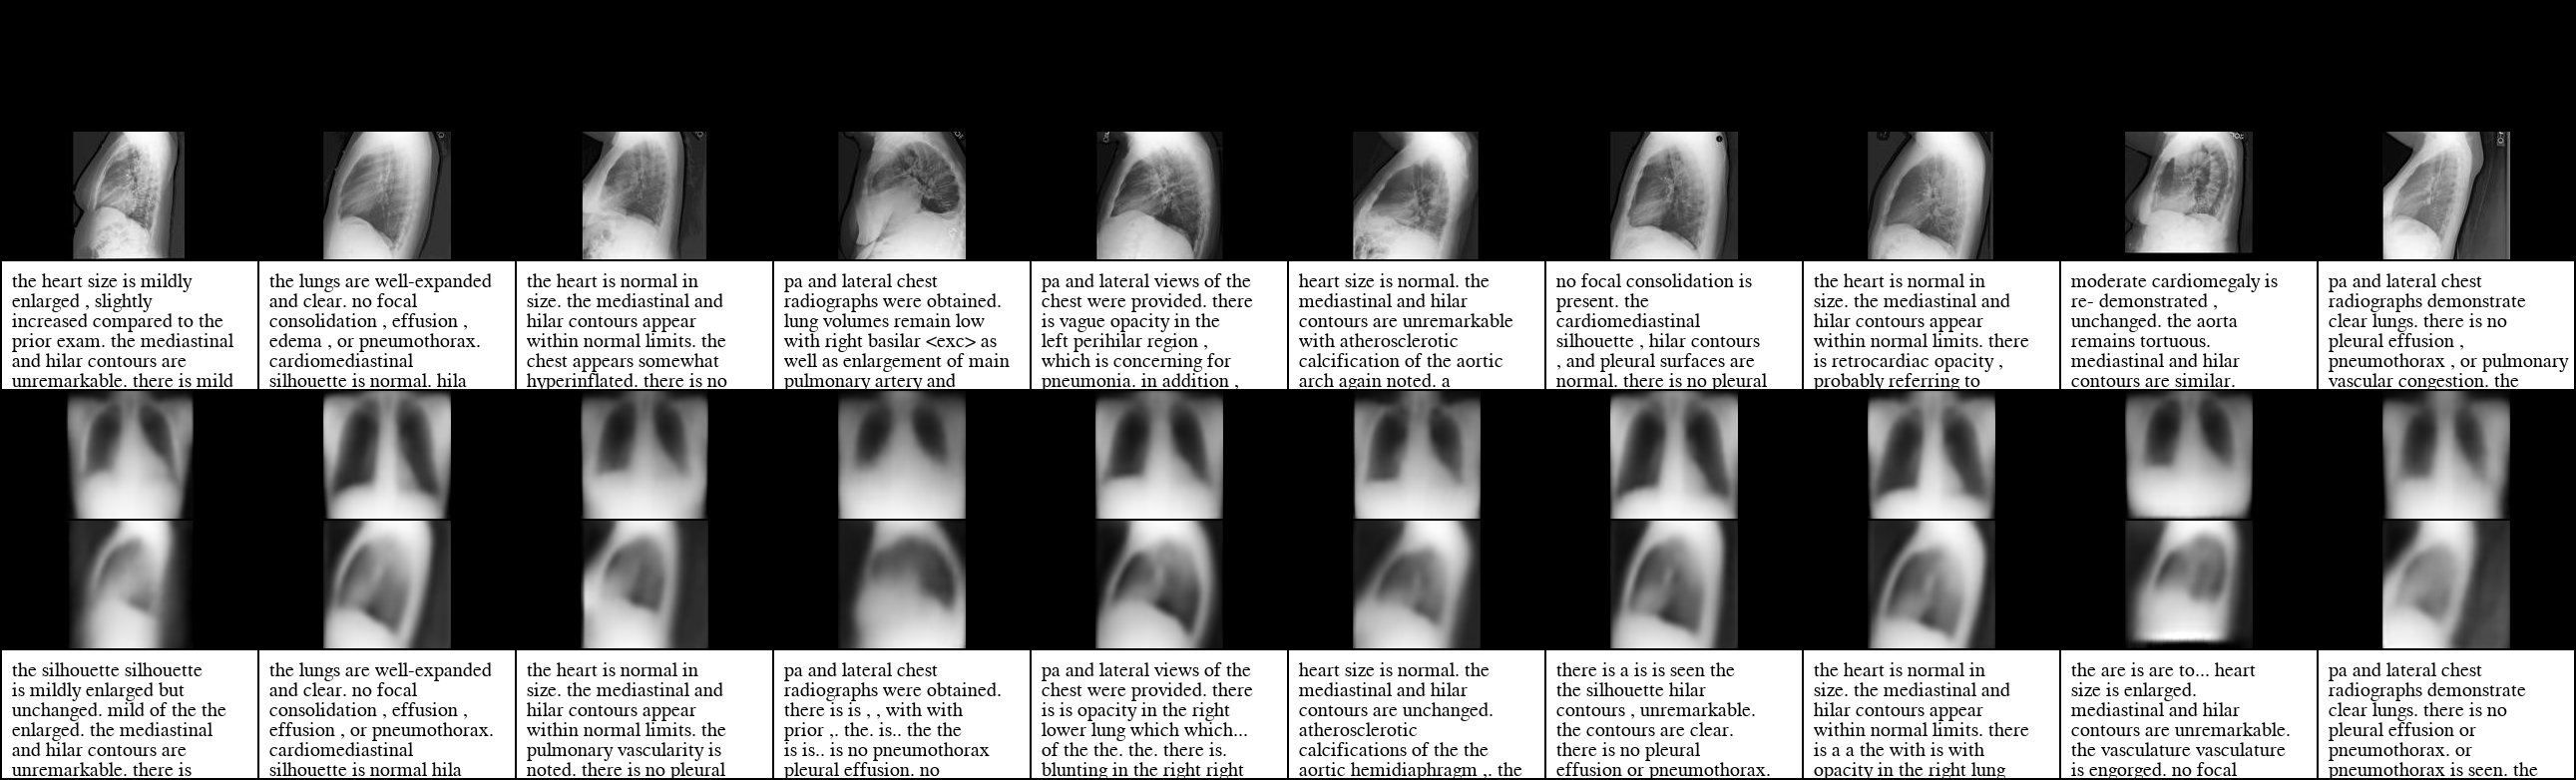 the heart size is mildly
enlarged , slightly
increased compared to the
prior exam. the mediastinal
and hilar contours are
unremarkable. there is mild
the lungs are well-expanded
and clear. no focal
consolidation , effusion ,
edema , or pneumothorax.
cardiomediastinal
silhouette is normal. hila
the heart is normal in
size. the mediastinal and
hilar contours appear
within normal limits. the
chest appears somewhat
hyperinflated. there is no
pa and lateral chest
radiographs were obtained.
lung volumes remain low
with right basilar <exc> as
well as enlargement of main
pulmonary artery and
pa and lateral views of the
chest were provided. there
is vague opacity in the
left perihilar region ,
which is concerning for
pneumonia. in addition ,
heart size is normal. the
mediastinal and hilar
contours are unremarkable
with atherosclerotic
calcification of the aortic
arch again noted. a
no focal consolidation is
present. the
cardiomediastinal
silhouette , hilar contours
, and pleural surfaces are
normal. there is no pleural
the heart is normal in
size. the mediastinal and
hilar contours appear
within normal limits. there
is retrocardiac opacity ,
probably referring to
moderate cardiomegaly is
re- demonstrated ,
unchanged. the aorta
remains tortuous.
mediastinal and hilar
contours are similar.
pa and lateral chest
radiographs demonstrate
clear lungs. there is no
pleural effusion ,
pneumothorax , or pulmonary
vascular congestion. the
the silhouette silhouette
is mildly enlarged but
unchanged. mild of the the
enlarged. the mediastinal
and hilar contours are
unremarkable. there is
the lungs are well-expanded
and clear. no focal
consolidation , effusion ,
effusion , or pneumothorax.
cardiomediastinal
silhouette is normal hila
the heart is normal in
size. the mediastinal and
hilar contours appear
within normal limits. the
pulmonary vascularity is
noted. there is no pleural
pa and lateral chest
radiographs were obtained.
there is is , , with with
prior ,. the. is.. the the
is is.. is no pneumothorax
pleural effusion. no
pa and lateral views of the
chest were provided. there
is is opacity in the right
lower lung which which...
of the the. the. there is.
blunting in the right right
heart size is normal. the
mediastinal and hilar
contours are unchanged.
atherosclerotic
calcifications of the the
aortic hemidiaphragm ,. the
there is a is is seen the
the silhouette hilar
contours , unremarkable.
the contours are clear.
there is no pleural
effusion or pneumothorax.
the heart is normal in
size. the mediastinal and
hilar contours appear
within normal limits. there
is a a the with is with
opacity in the right lung
the are is are to... heart
size is enlarged.
mediastinal and hilar
contours are unremarkable.
the vasculature vasculature
is engorged. no focal
pa and lateral chest
radiographs demonstrate
clear lungs. there is no
pleural effusion or
pneumothorax. or
pneumothorax is seen. the